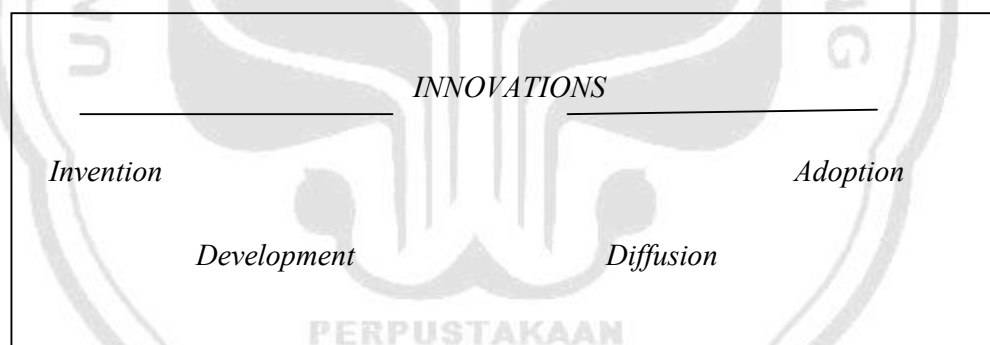 INNOVATIONS
Invention Adoption
Development Diffusion
PERPUSTAKAAN